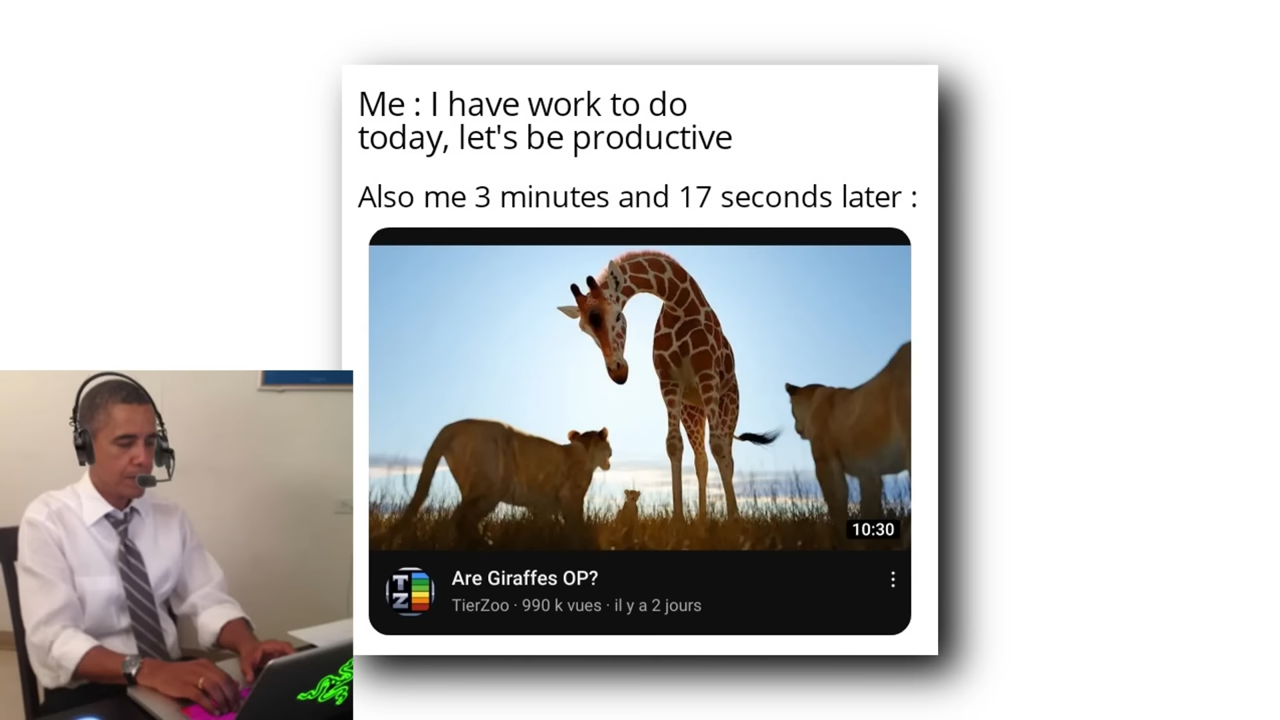 Me : I have work to do
today, let's be productive
Also me 3 minutes and 17 seconds later :
10:30
TZ
Are Giraffes OP?
TierZoo · 990 k vues · il y a 2 jours